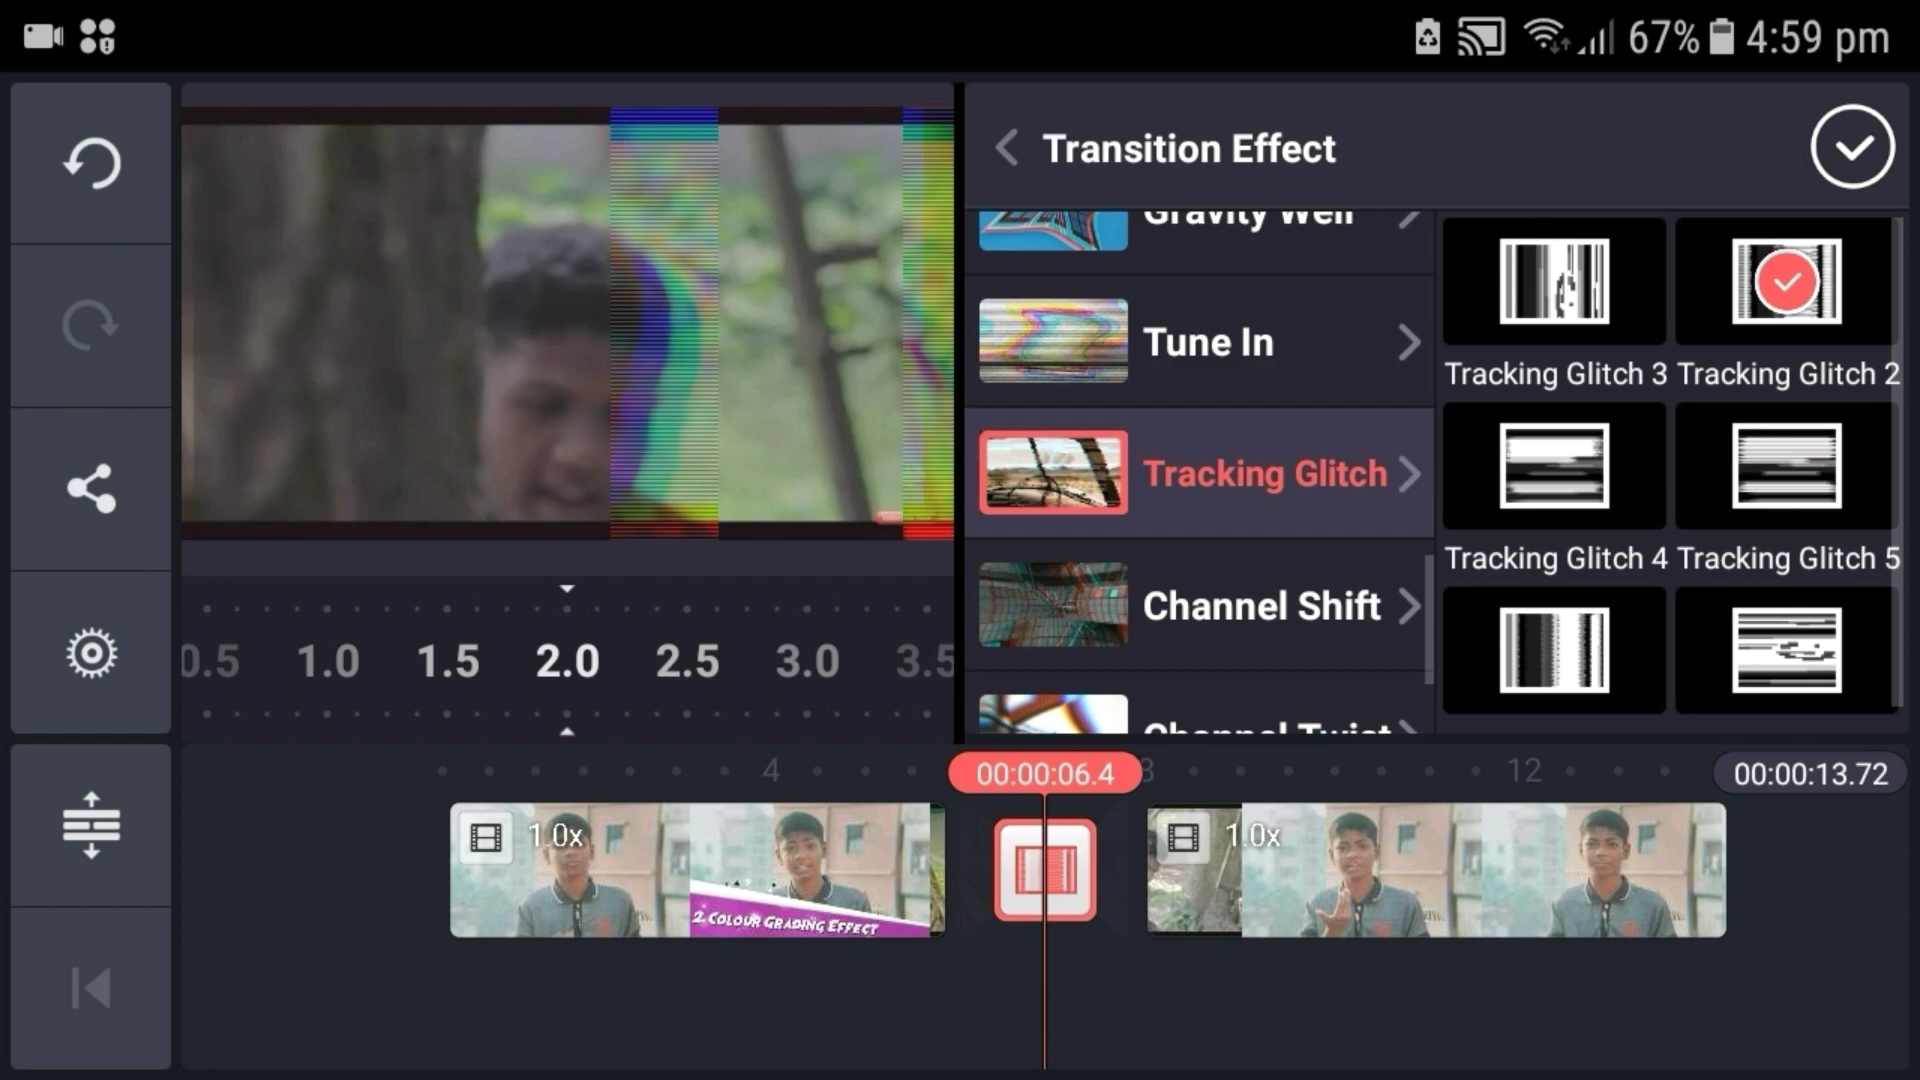 67% 4:59 pm
Transition Effect
Gravity Well
Tune In
Tracking Glitch
Channel Shift
Channel Twist
Tracking Glitch 3 Tracking Glitch 2
Tracking Glitch 4 Tracking Glitch 5
0.5 1.0 1.5 2.0 2.5 3.0 3.5
4 00:00:06.4 8 12 00:00:13.72
1.0x 1.0x
2. COLOUR GRADING EFFECT